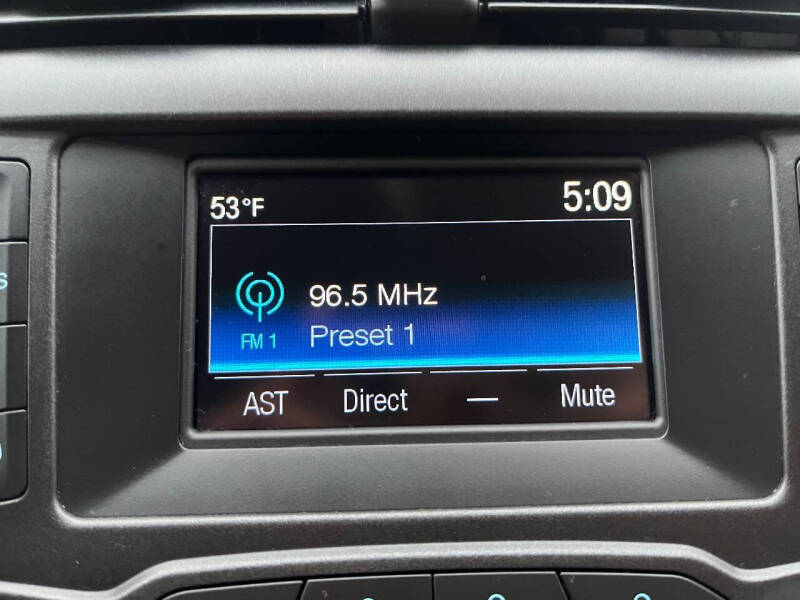 53°F 5:09
96.5 MHz
FM 1 Preset 1
AST Direct — Mute